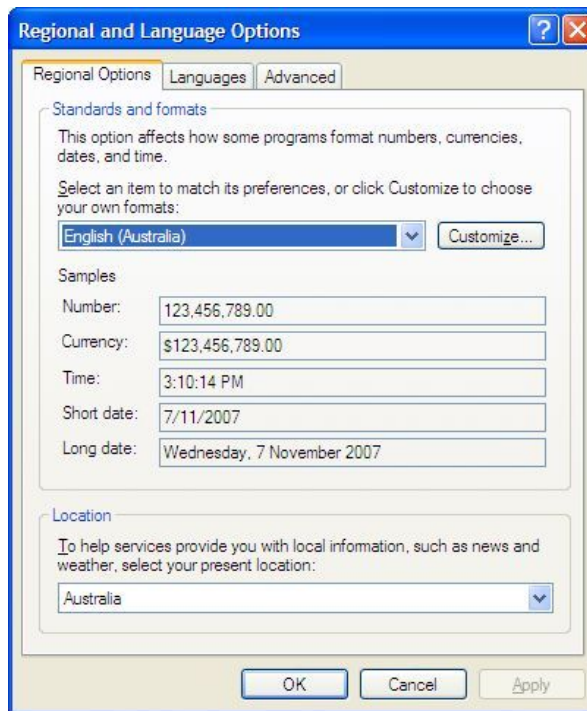 Regional and Language Options
Regional Options Languages Advanced
Standards and formats
This option affects how some programs format numbers, currencies,
dates, and time.
Select an item to match its preferences, or click Customize to choose
your own formats:
English (Australia) Customize...
Samples
Number: 123,456,789.00
Currency: $123,456,789.00
Time: 3:10:14 PM
Short date: 7/11/2007
Long date: Wednesday, 7 November 2007
Location
To help services provide you with local information, such as news and
weather, select your present location:
Australia
OK Cancel Apply